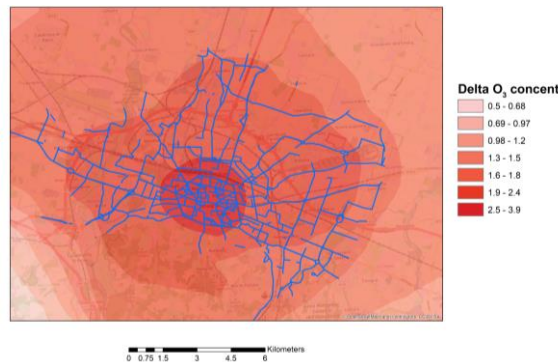 Delta O3 concent
0.5 - 0.68
0.69 - 0.97
0.98 - 1.2
1.3 - 1.5
1.6 - 1.8
1.9 - 2.4
2.5 - 3.9
Kilometers
0 0.75 1.5 3 4.5 6